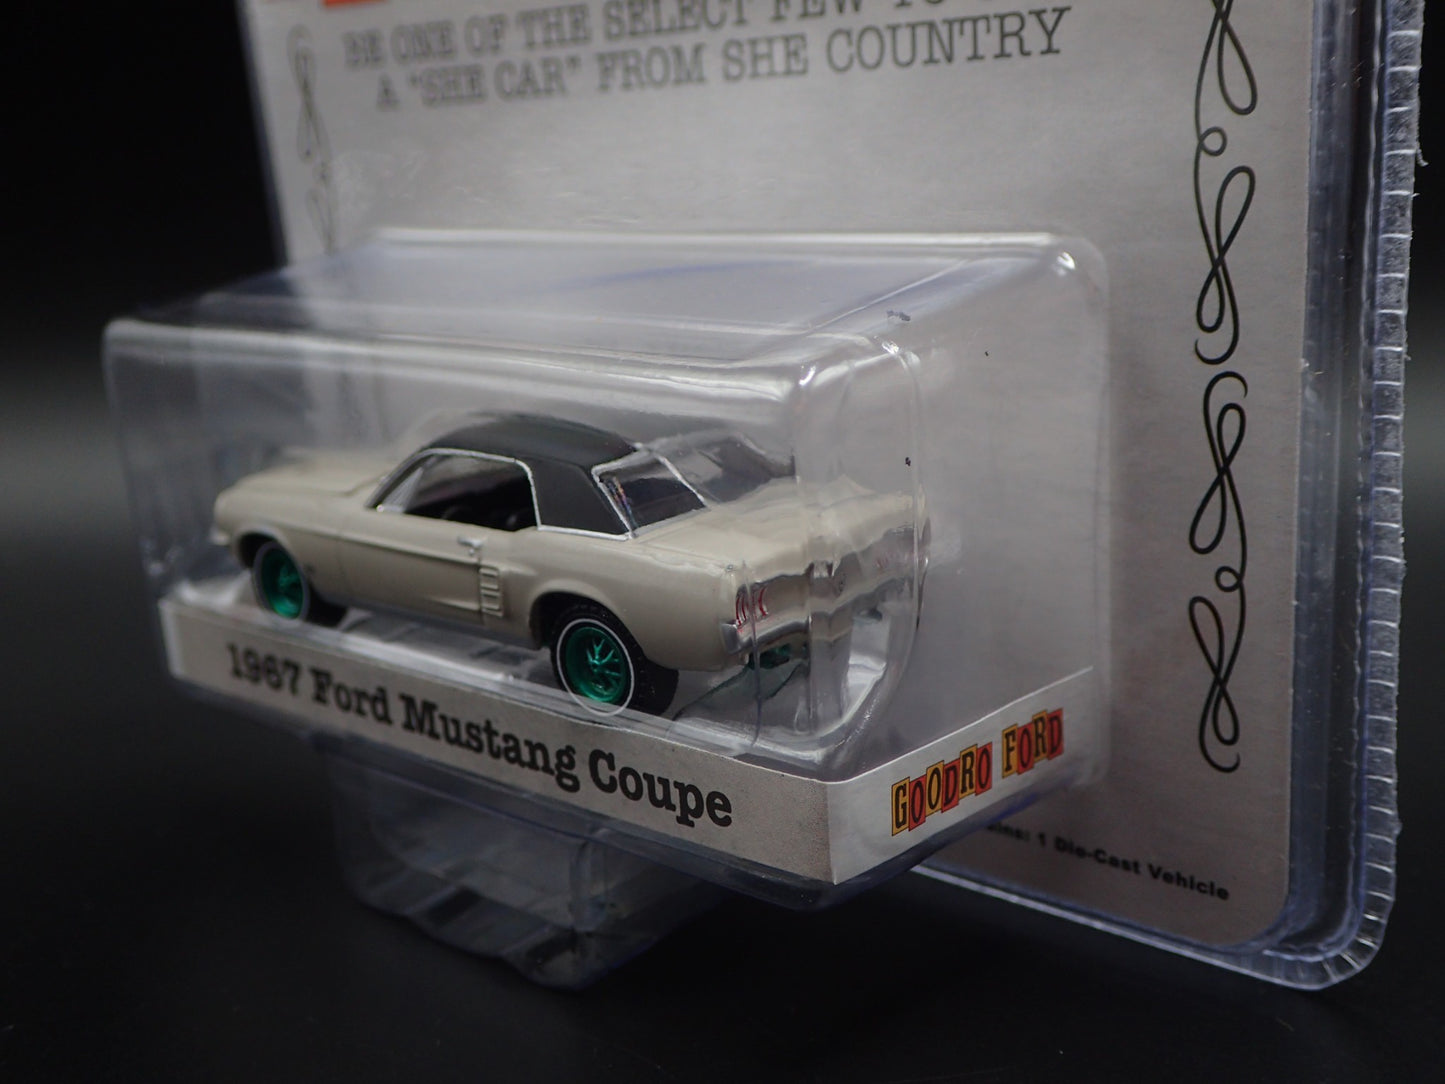 BE ONE OF THE SELECT FEW TO
A "SHE CAR" FROM SHE COUNTRY
1967 Ford Mustang Coupe
GOODRO FORD
1 Die-Cast Vehicle